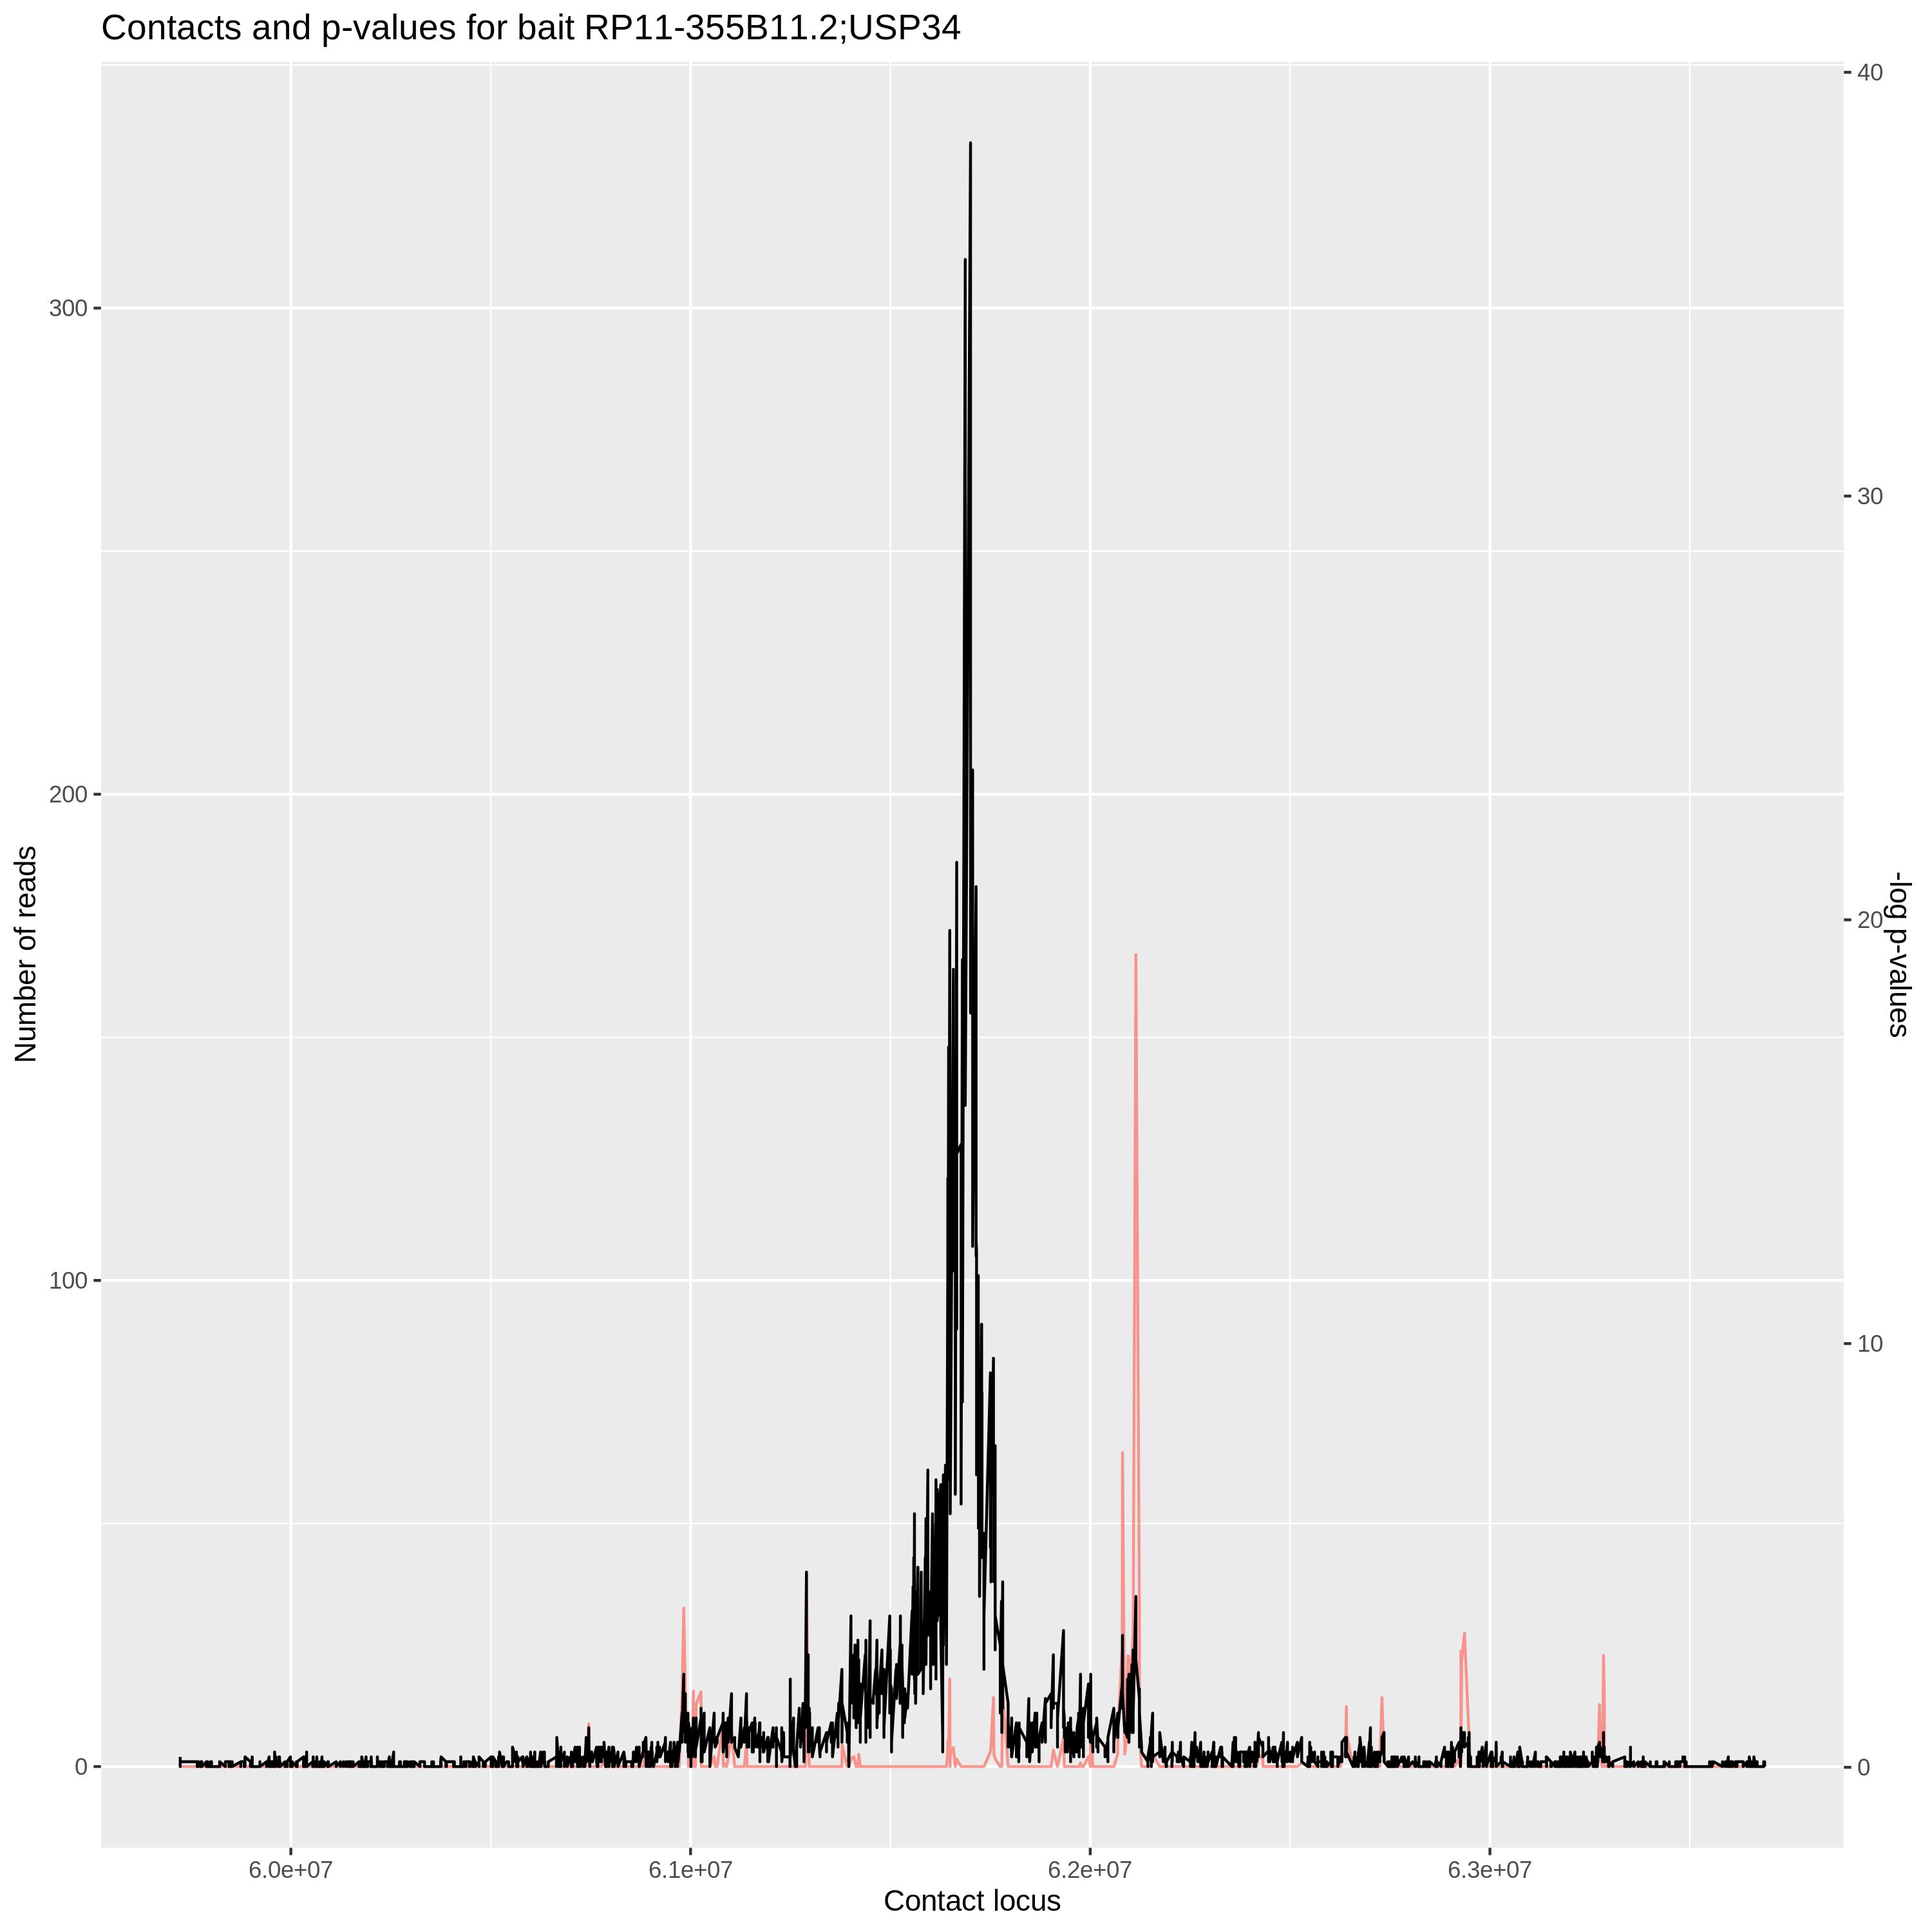 Contacts and p-values for bait RP11-355B11.2;USP34
Number of reads
300
200
100
0
40
30
20
10
0
-log p-values
6.0e+07
6.1e+07
6.2e+07
6.3e+07
Contact locus